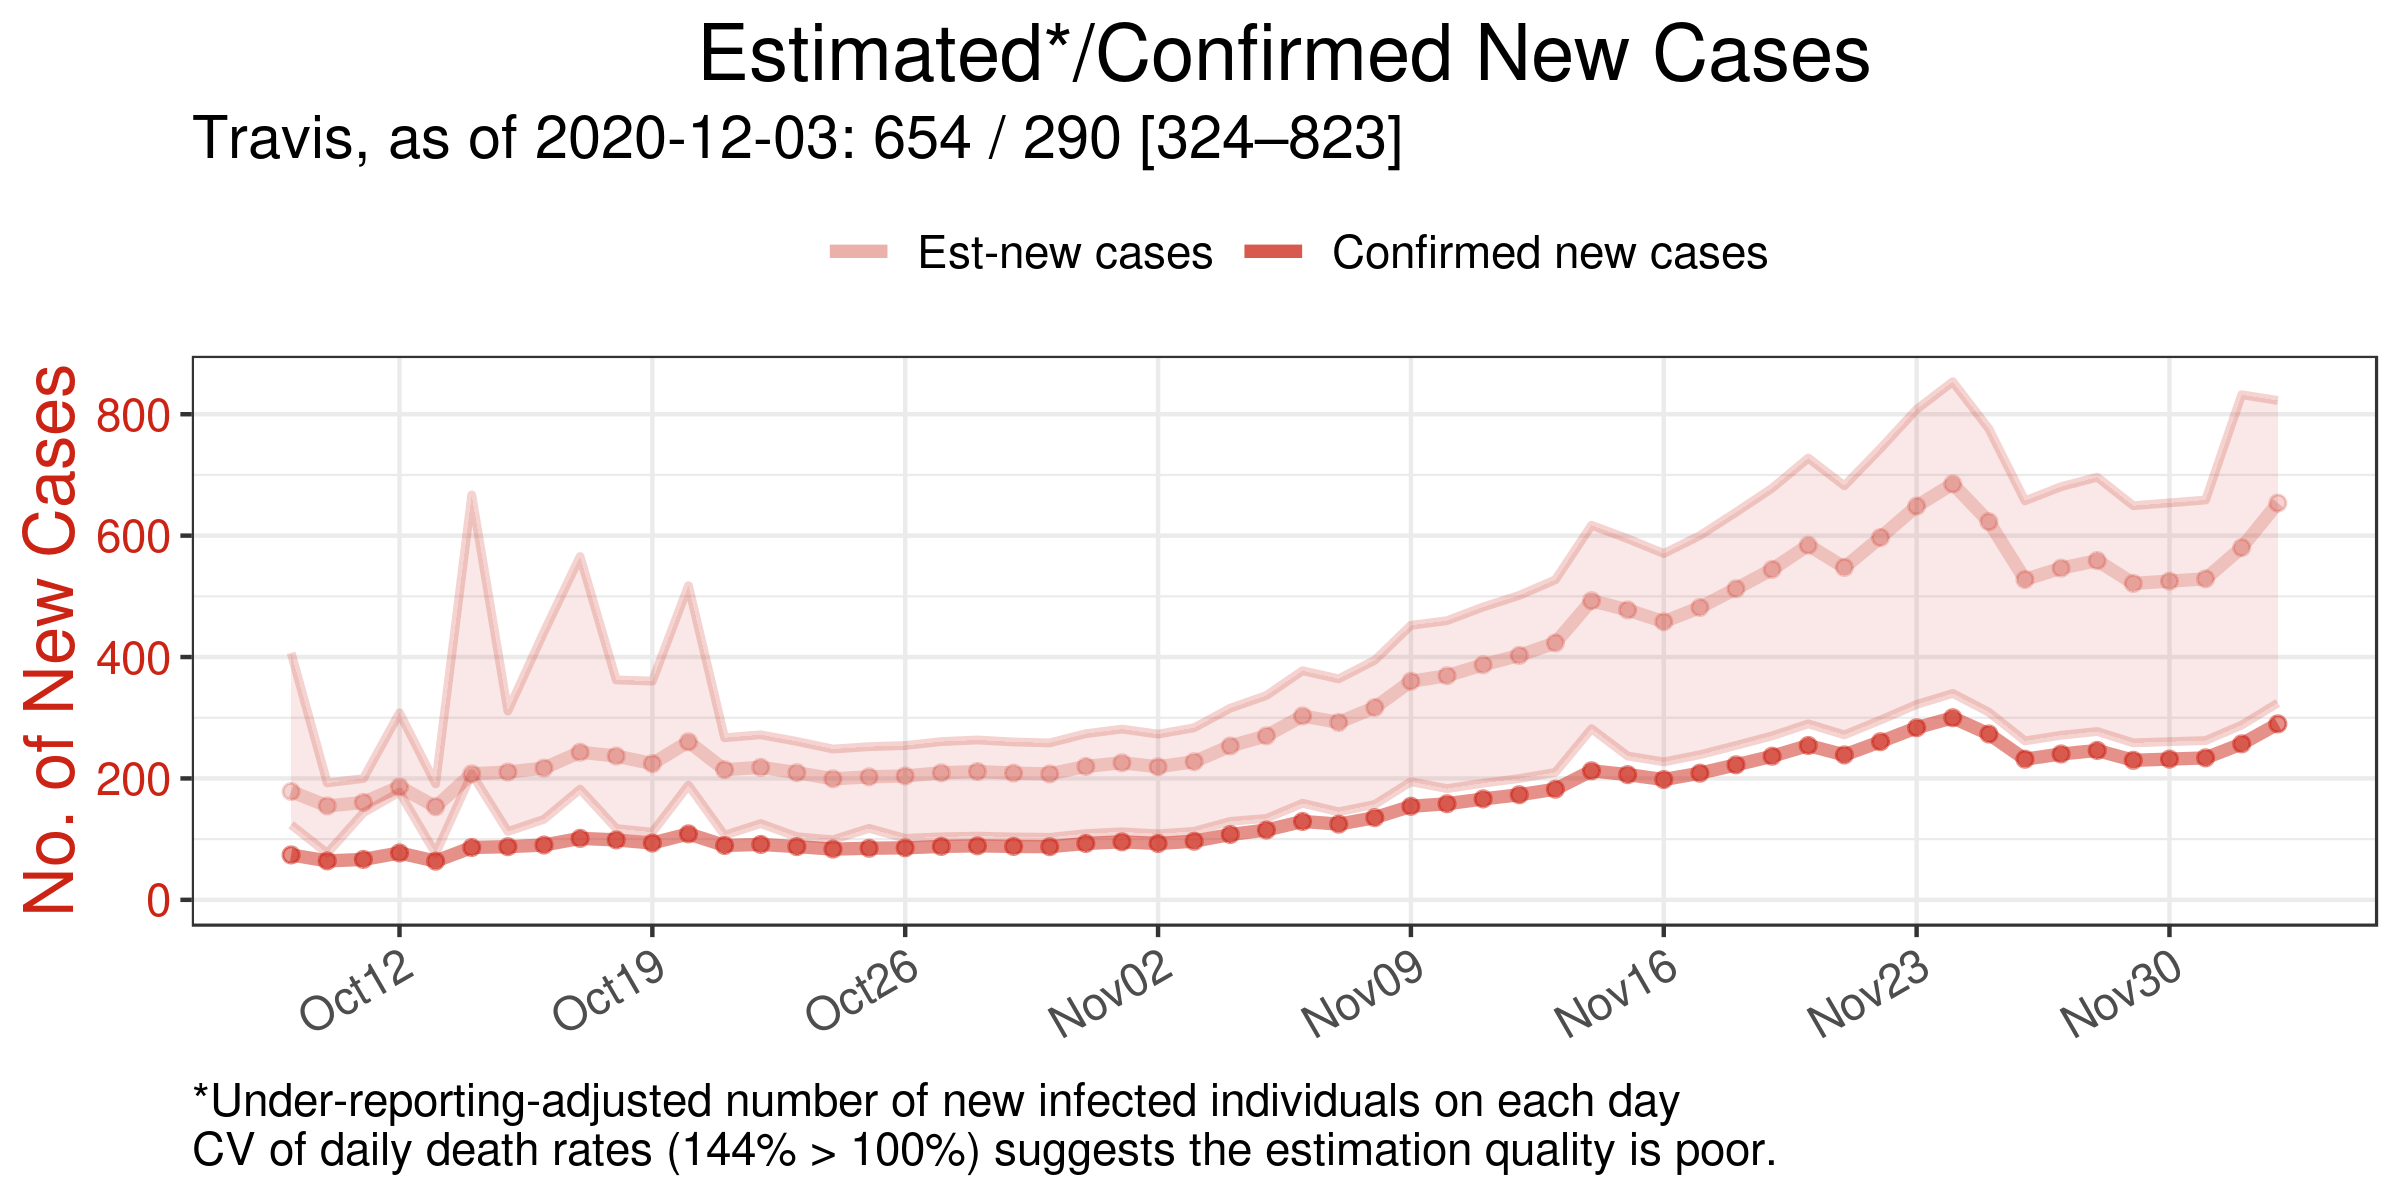 Estimated*/Confirmed New Cases
Travis, as of 2020-12-03: 654 / 290 [324–823]
Est-new cases
Confirmed new cases
No. of New Cases
800
600
400
200
0
Oct12
Oct19
Oct26
Nov02
Nov09
Nov16
Nov23
Nov30
*Under-reporting-adjusted number of new infected individuals on each day
CV of daily death rates (144% > 100%) suggests the estimation quality is poor.